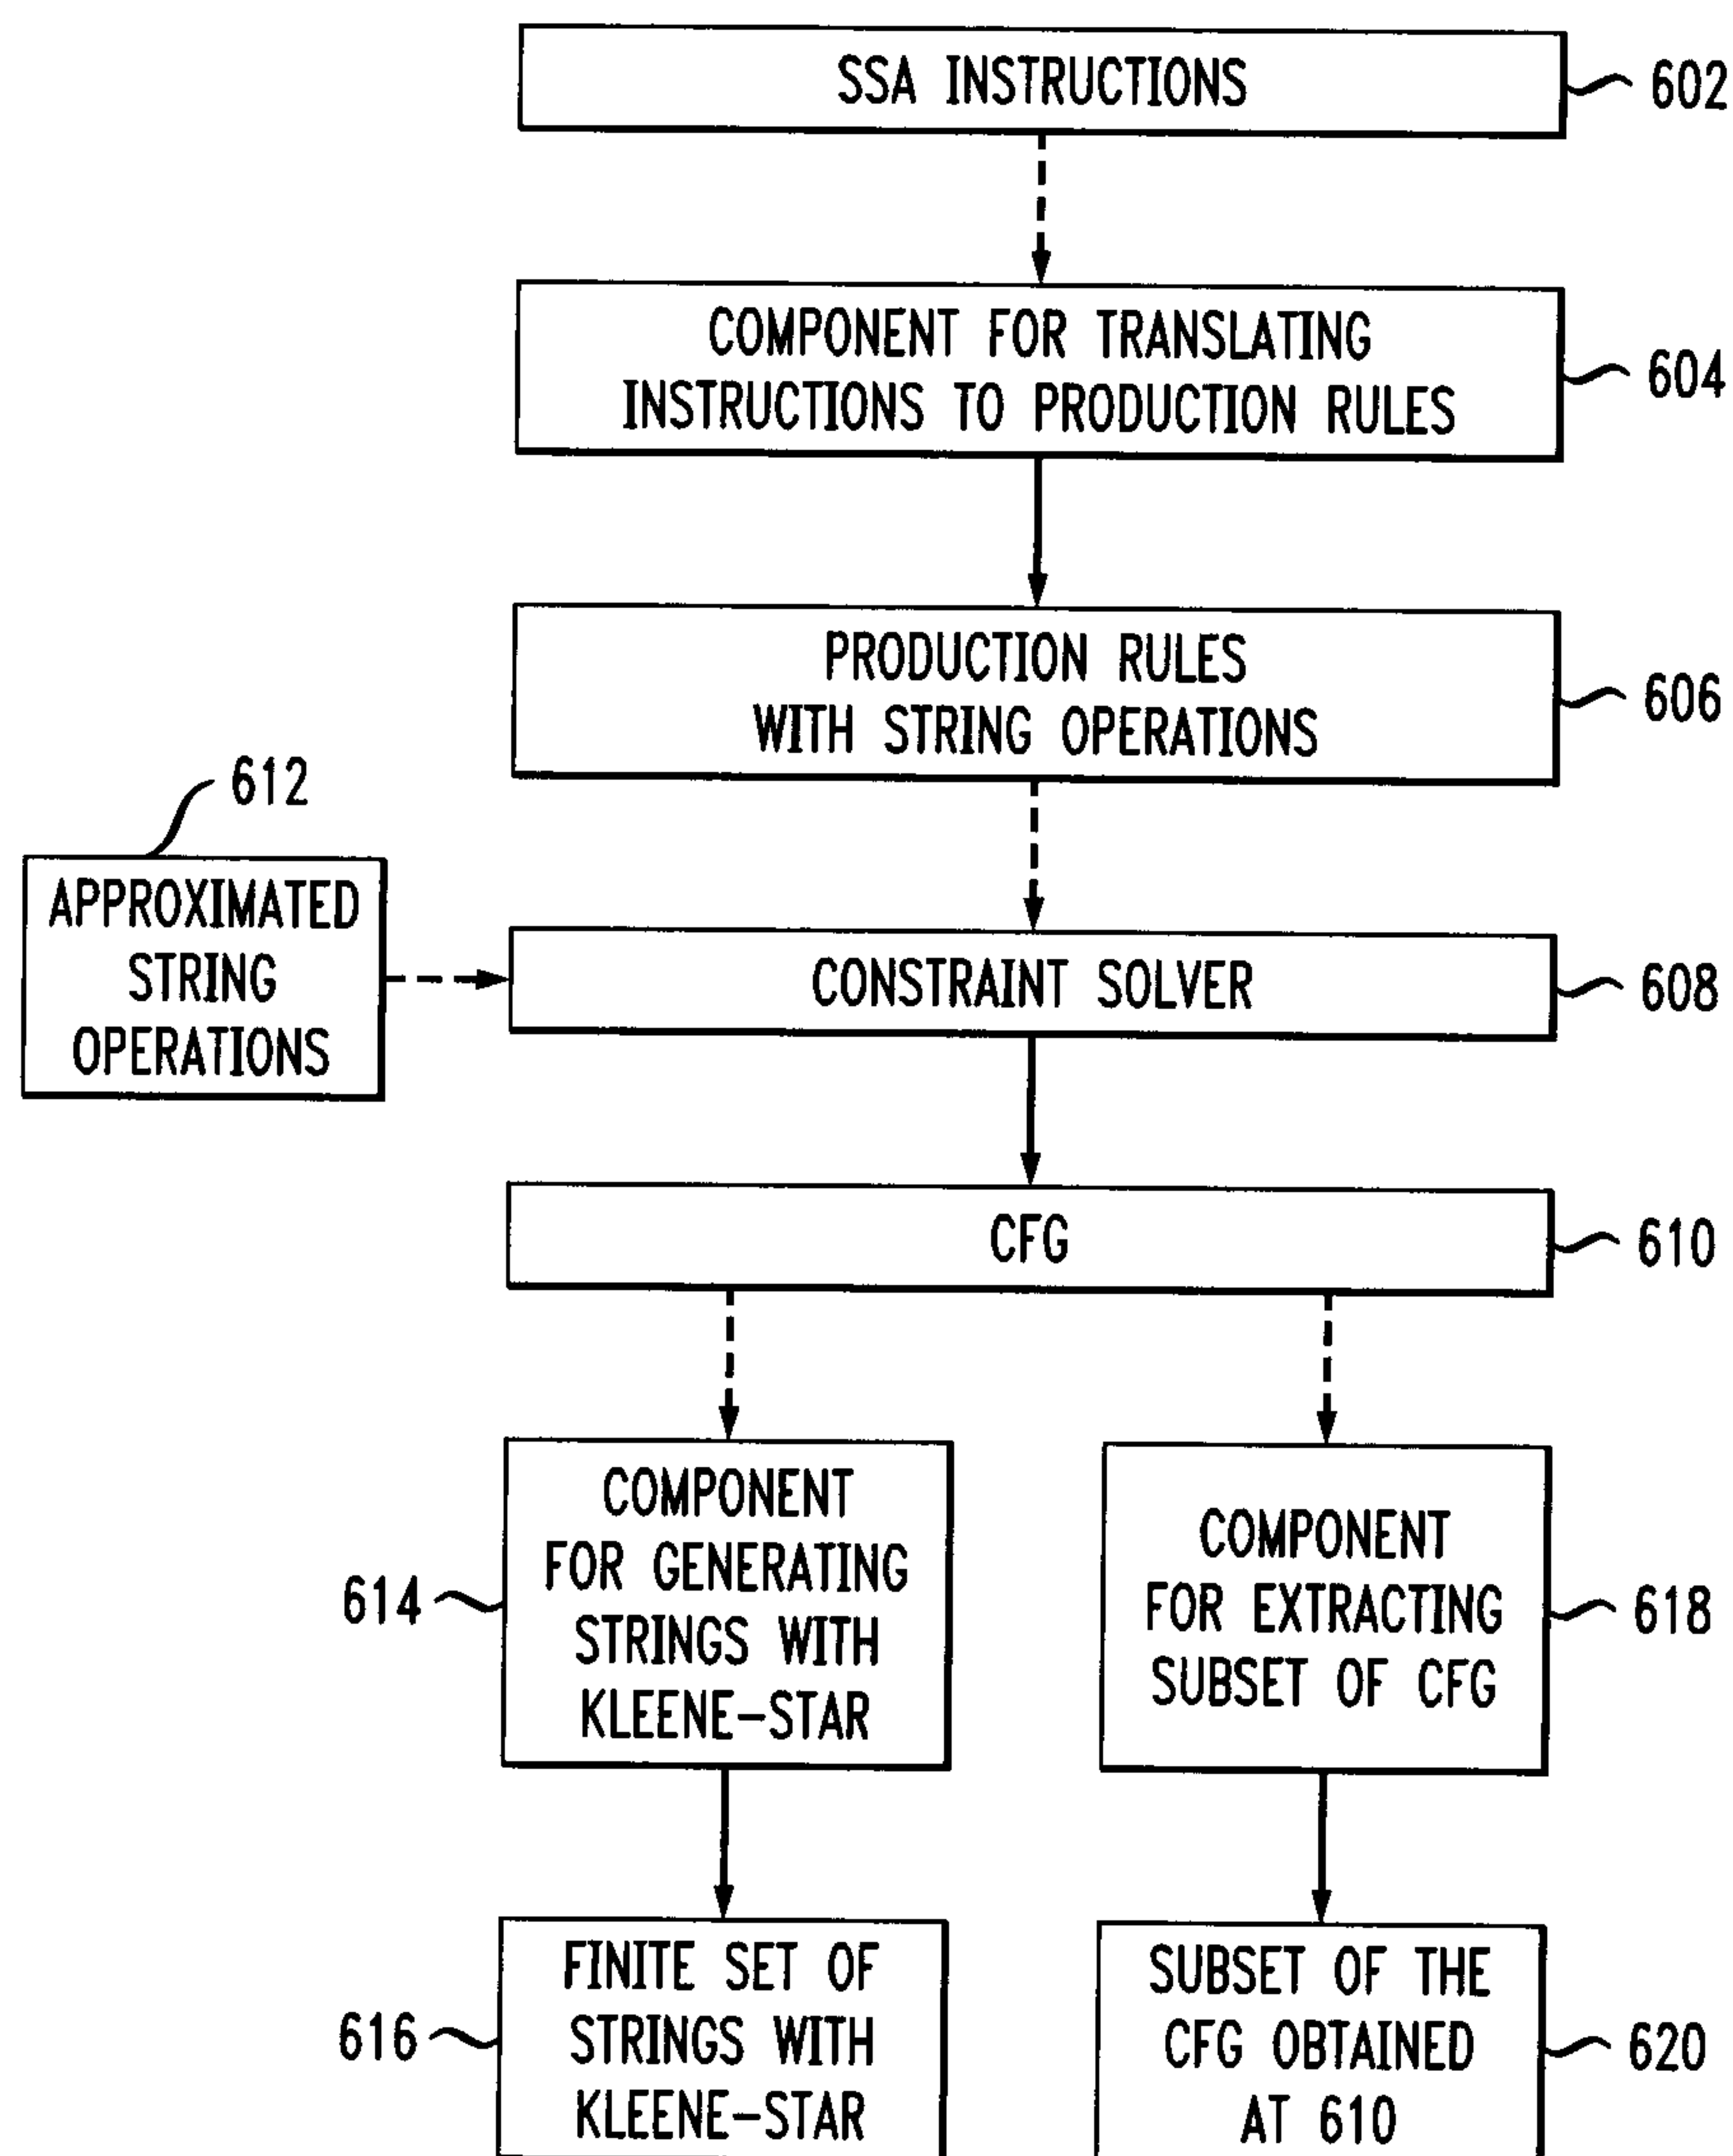 SSA INSTRUCTIONS
602
COMPONENT FOR TRANSLATING
INSTRUCTIONS TO PRODUCTION RULES
604
PRODUCTION RULES
WITH STRING OPERATIONS
606
612
APPROXIMATED
STRING
OPERATIONS
CONSTRAINT SOLVER
608
CFG
610
COMPONENT
FOR GENERATING
STRINGS WITH
KLEENE-STAR
614
COMPONENT
FOR EXTRACTING
SUBSET OF CFG
618
FINITE SET OF
STRINGS WITH
KLEENE-STAR
616
SUBSET OF THE
CFG OBTAINED
AT 610
620